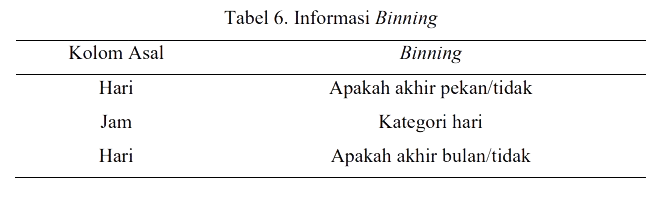 Tabel 6. Informasi Binning
Kolom Asal Binning
Hari Apakah akhir pekan/tidak
Jam Kategori hari
Hari Apakah akhir bulan/tidak